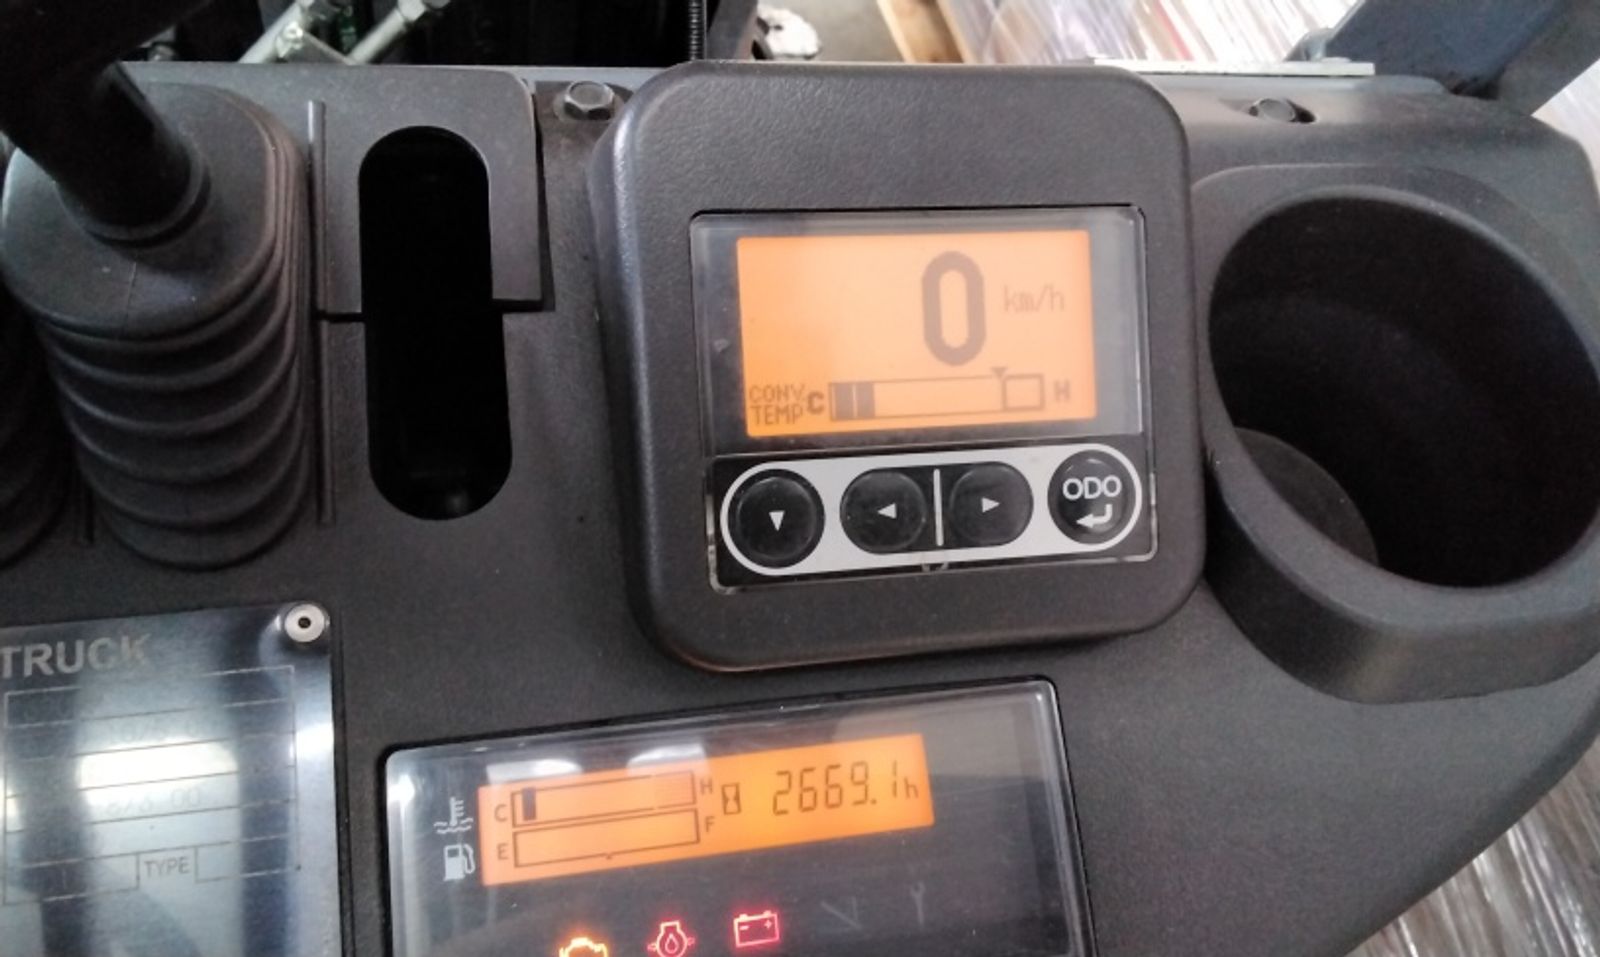 0 km/h
CONV. TEMP C H
ODO
TRUCK
TYPE
C H 2669.1h
E F